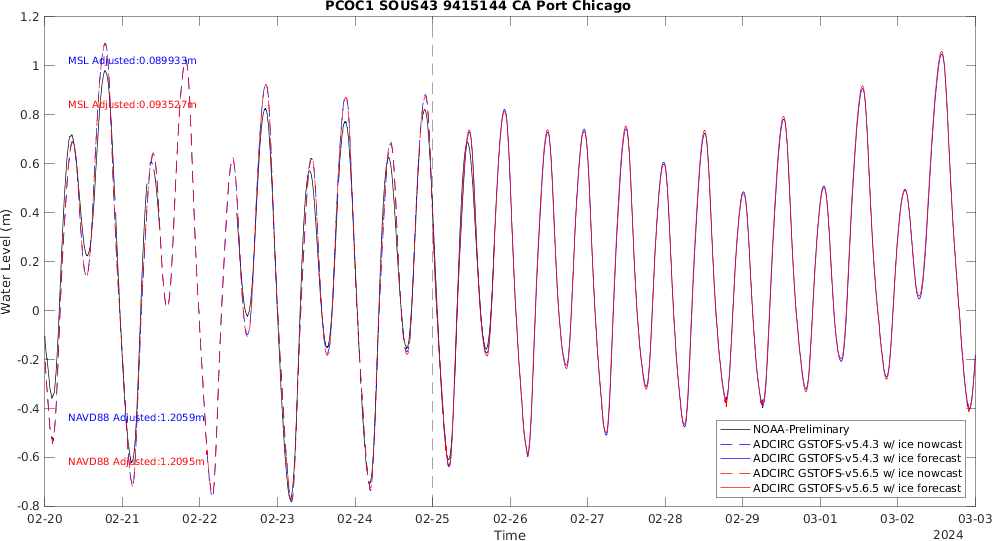 PCOC1 SOUS43 9415144 CA Port Chicago
1.2
1
0.8
0.6
0.4
0.2
0
-0.2
-0.4
-0.6
-0.8
Water Level (m)
MSL Adjusted:0.089933m
MSL Adjusted:0.093527m
NAVD88 Adjusted:1.2059m
NAVD88 Adjusted:1.2095m
NOAA-Preliminary
ADCIRC GSTOFS-v5.4.3 w/ ice nowcast
ADCIRC GSTOFS-v5.4.3 w/ ice forecast
ADCIRC GSTOFS-v5.6.5 w/ ice nowcast
ADCIRC GSTOFS-v5.6.5 w/ ice forecast
02-20 02-21 02-22 02-23 02-24 02-25 02-26 02-27 02-28 02-29 03-01 03-02 03-03
Time
2024